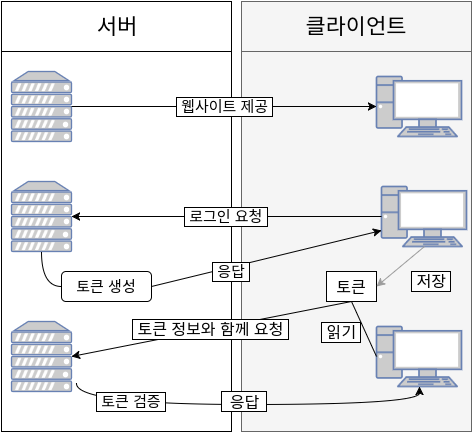 서버
클라이언트
웹사이트 제공
로그인 요청
응답
토큰 생성
저장
토큰
토큰 정보와 함께 요청
읽기
토큰 검증
응답